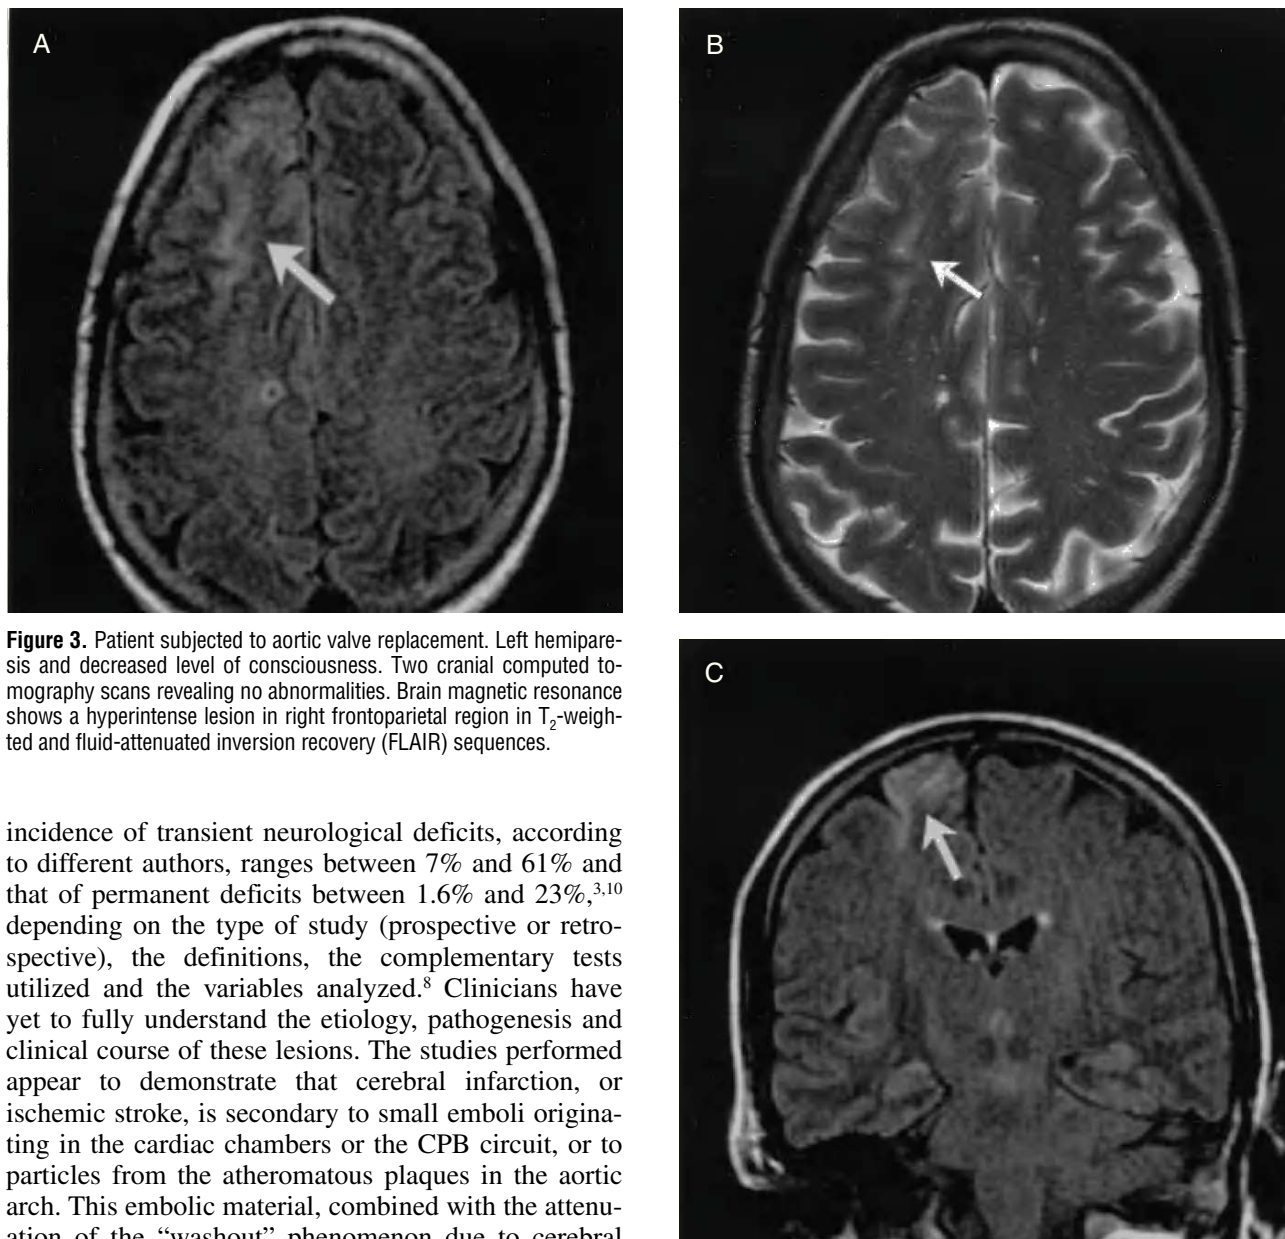 A
B
Figure 3. Patient subjected to aortic valve replacement. Left hemipare-
sis and decreased level of consciousness. Two cranial computed to-
mography scans revealing no abnormalities. Brain magnetic resonance
shows a hyperintense lesion in right frontoparietal region in T2-weigh-
ted and fluid-attenuated inversion recovery (FLAIR) sequences.
C
incidence of transient neurological deficits, according
to different authors, ranges between 7% and 61% and
that of permanent deficits between 1.6% and 23%,3,10
depending on the type of study (prospective or retro-
spective), the definitions, the complementary tests
utilized and the variables analyzed.8 Clinicians have
yet to fully understand the etiology, pathogenesis and
clinical course of these lesions. The studies performed
appear to demonstrate that cerebral infarction, or
ischemic stroke, is secondary to small emboli origina-
ting in the cardiac chambers or the CPB circuit, or to
particles from the atheromatous plaques in the aortic
arch. This embolic material, combined with the attenu-
ation of the “washout” phenomenon due to cerebral